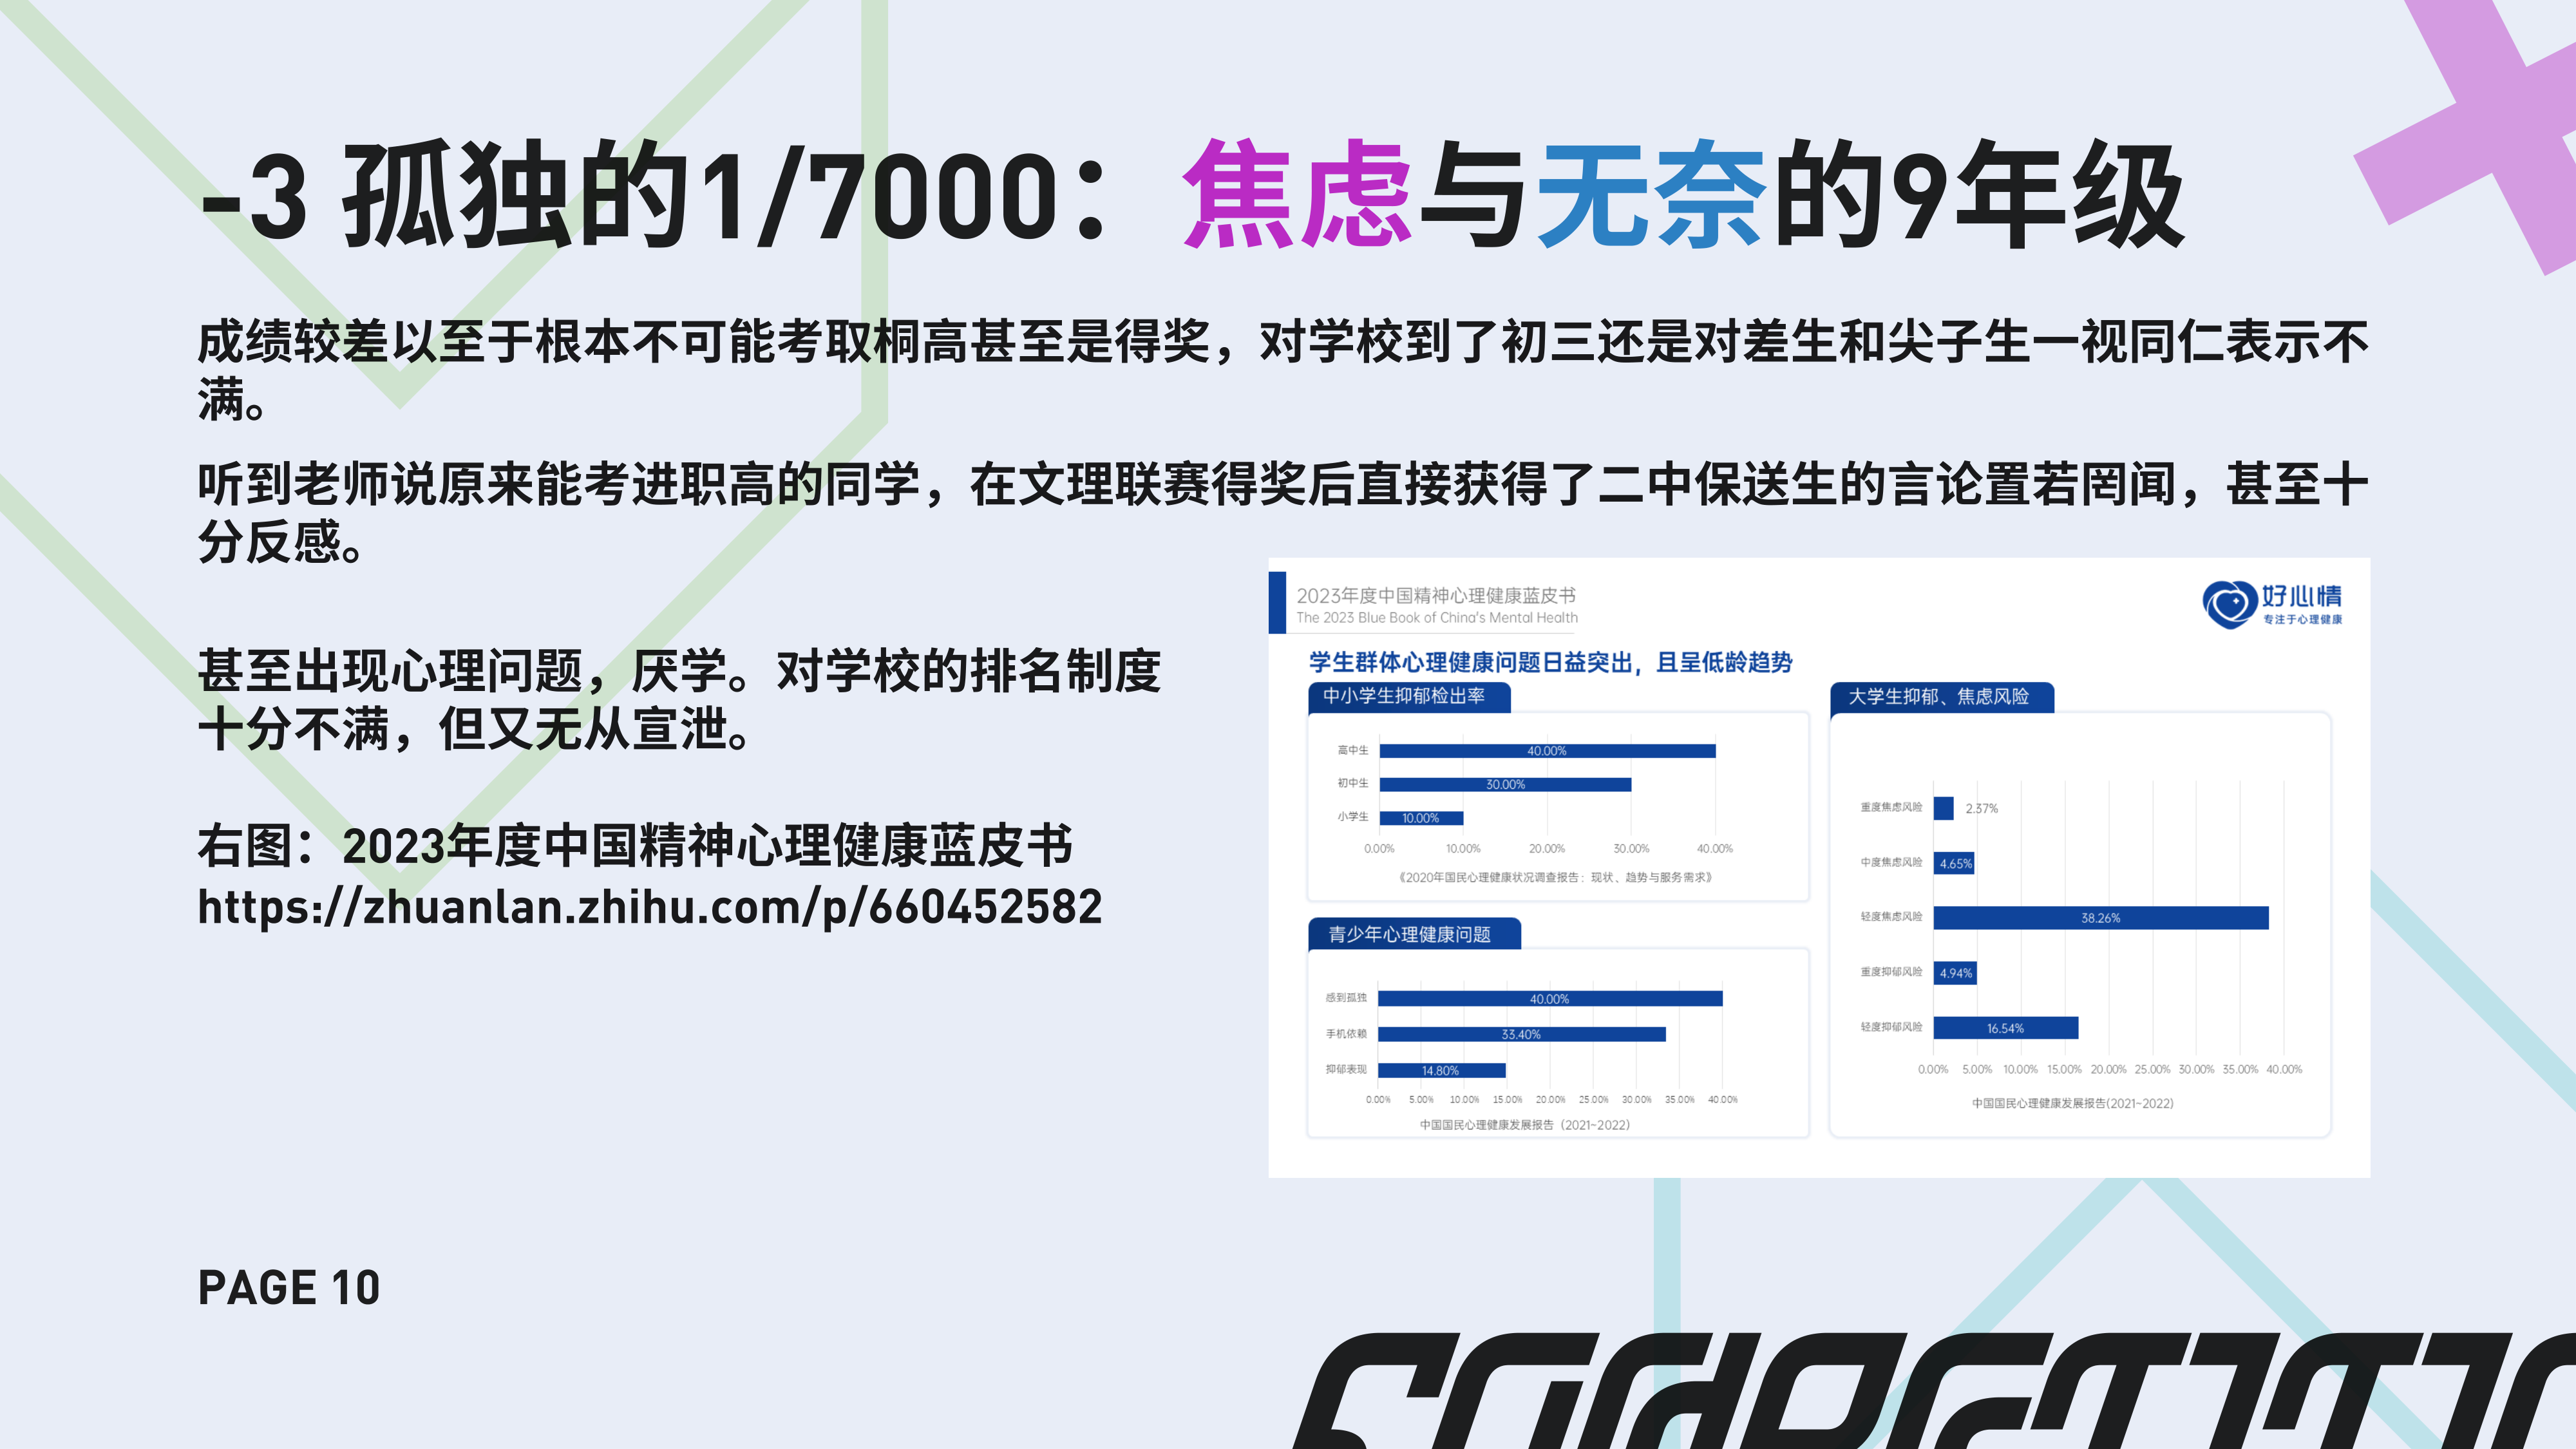 -3 孤独的1/7000：焦虑与无奈的9年级
成绩较差以至于根本不可能考取桐高甚至是得奖，对学校到了初三还是对差生和尖子生一视同仁表示不
满。
听到老师说原来能考进职高的同学，在文理联赛得奖后直接获得了二中保送生的言论置若罔闻，甚至十
分反感。
甚至出现心理问题，厌学。对学校的排名制度
十分不满，但又无从宣泄。
右图：2023年度中国精神心理健康蓝皮书
https://zhuanlan.zhihu.com/p/660452582
2023年度中国精神心理健康蓝皮书
The 2023 Blue Book of China's Mental Health
好心情
专注于心理健康
学生群体心理健康问题日益突出，且呈低龄趋势
中小学生抑郁检出率
高中生 40.00%
初中生 30.00%
小学生 10.00%
0.00% 10.00% 20.00% 30.00% 40.00%
《2020年国民心理健康状况调查报告：现状、趋势与服务需求》
青少年心理健康问题
感到孤独 40.00%
手机依赖 33.40%
抑郁表现 14.80%
0.00% 5.00% 10.00% 15.00% 20.00% 25.00% 30.00% 35.00% 40.00%
中国国民心理健康发展报告（2021~2022）
大学生抑郁、焦虑风险
重度焦虑风险 2.37%
中度焦虑风险 4.65%
轻度焦虑风险 38.26%
重度抑郁风险 4.94%
轻度抑郁风险 16.54%
0.00% 5.00% 10.00% 15.00% 20.00% 25.00% 30.00% 35.00% 40.00%
中国国民心理健康发展报告(2021~2022)
PAGE 10